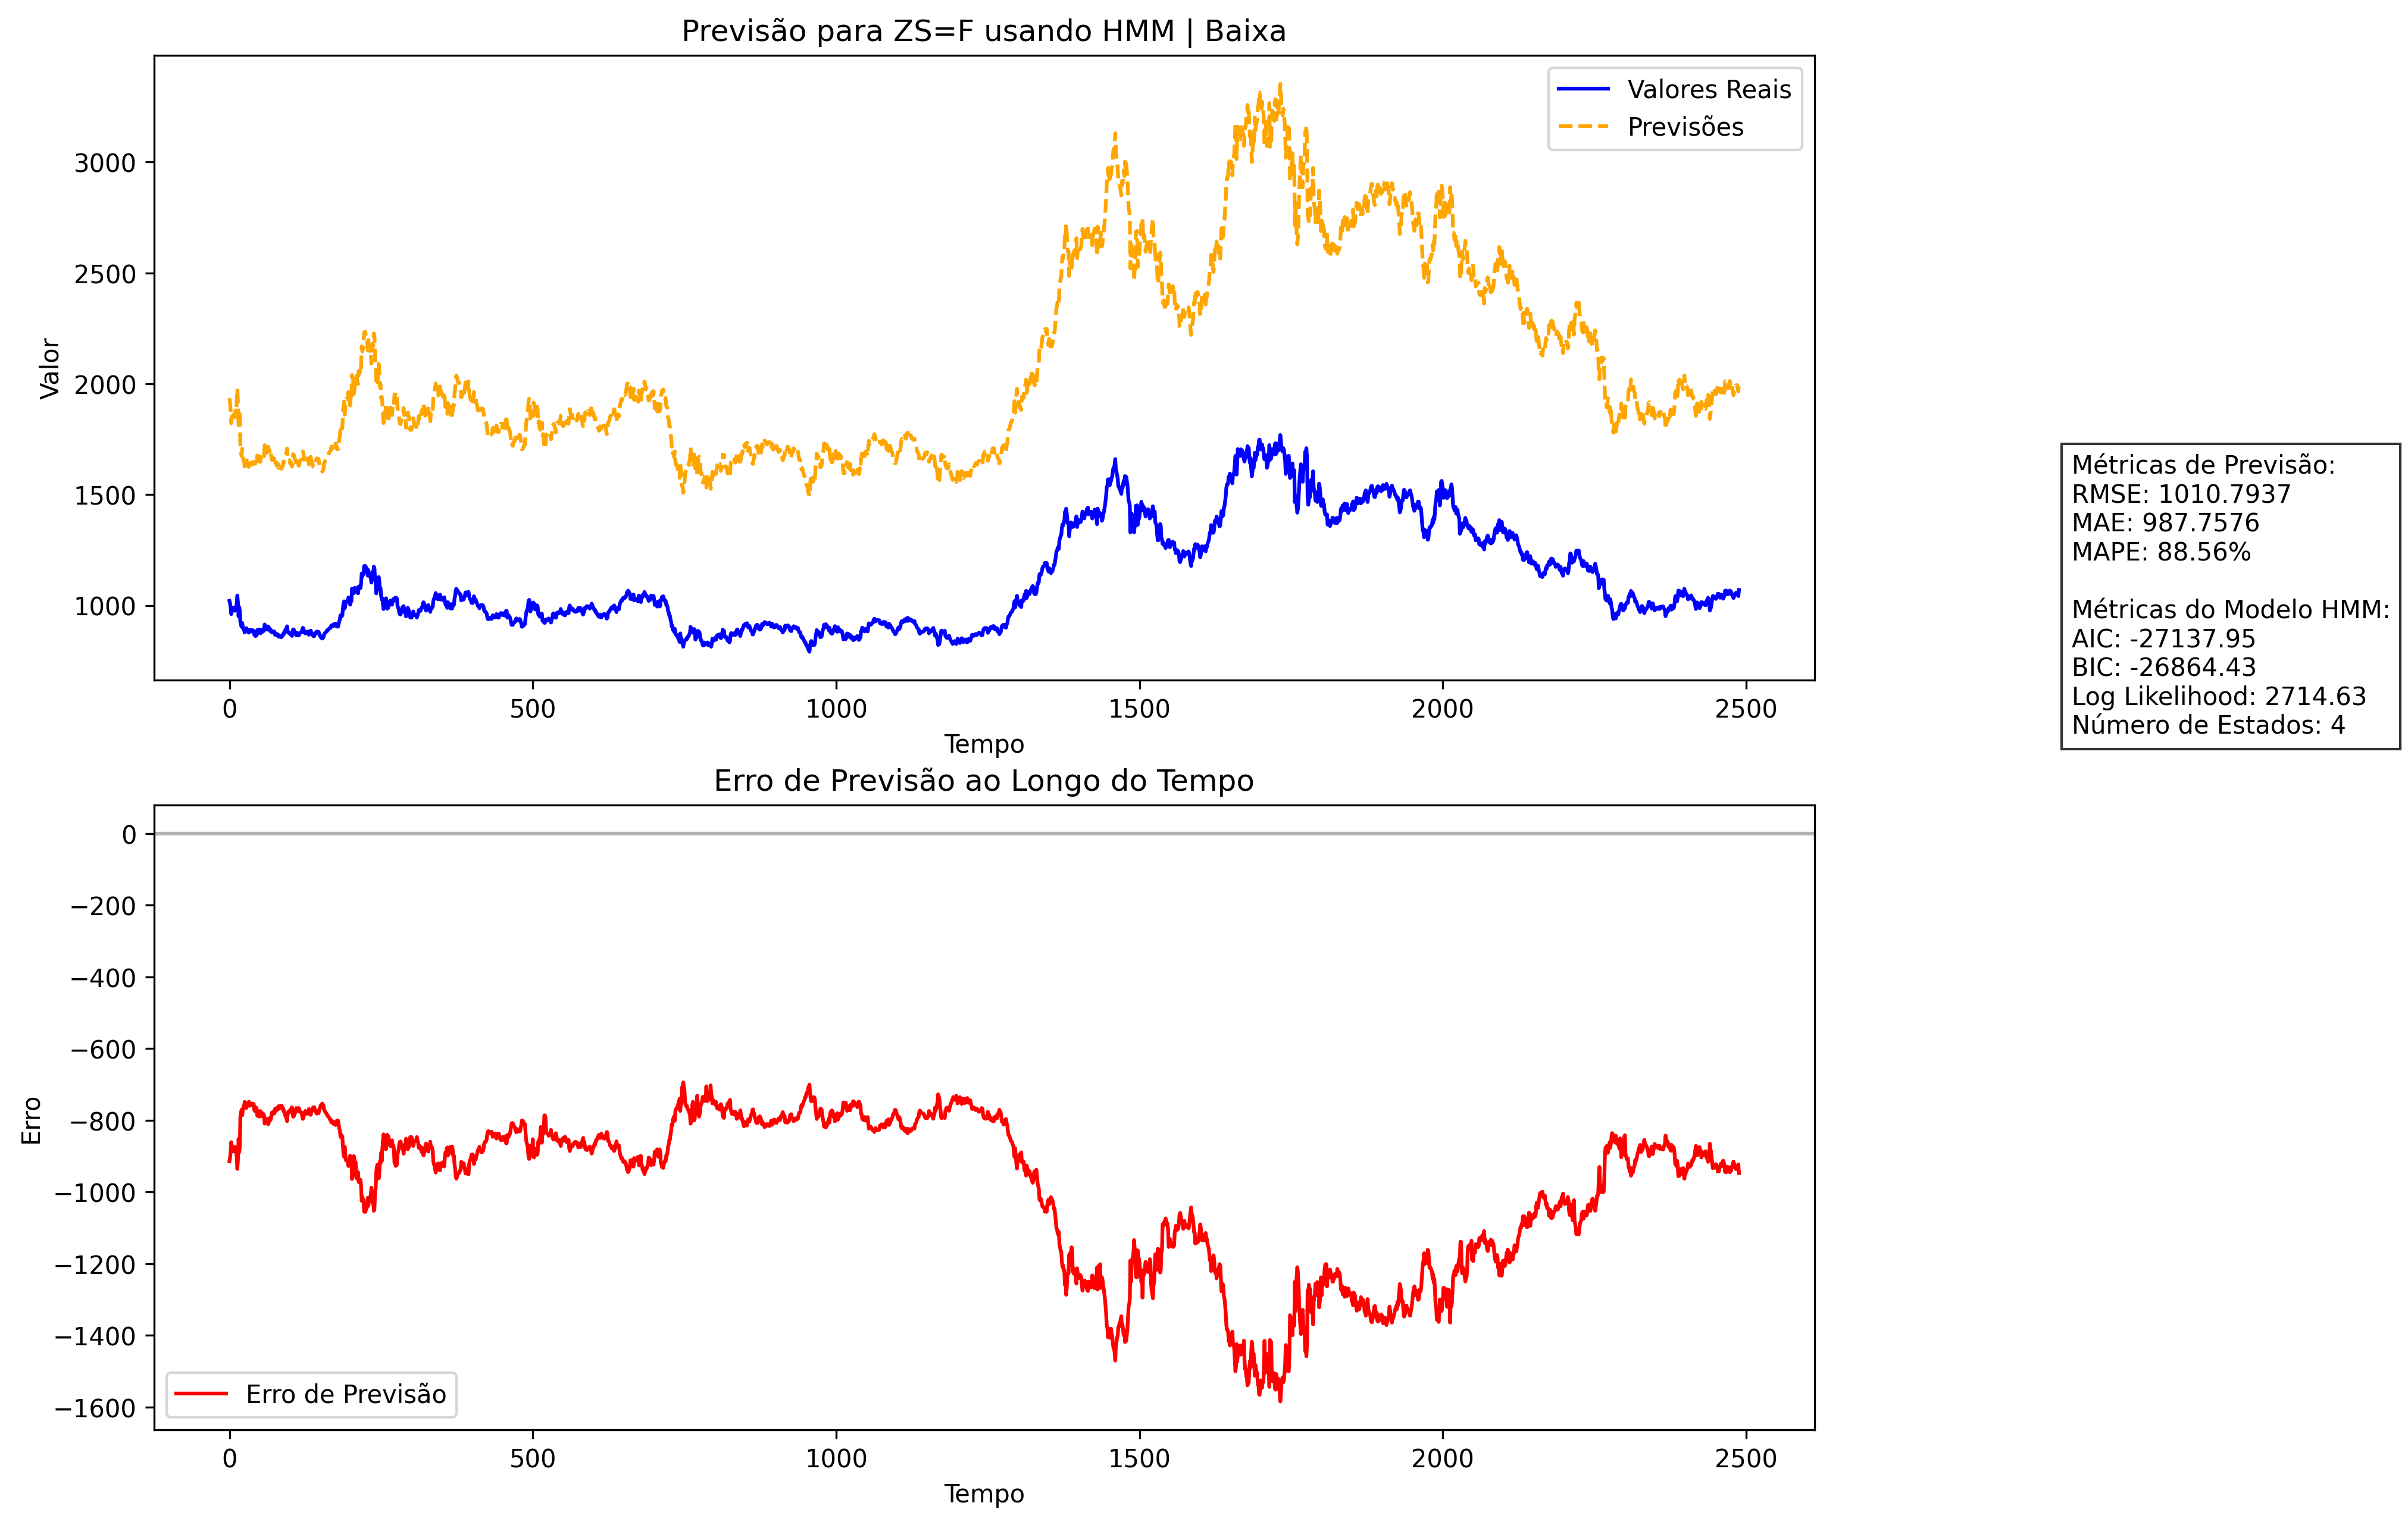 Previsão para ZS=F usando HMM | Baixa
Valor
3000
2500
2000
1500
1000
Valores Reais
Previsões
0
500
1000
1500
2000
2500
Tempo
Métricas de Previsão:
RMSE: 1010.7937
MAE: 987.7576
MAPE: 88.56%
Métricas do Modelo HMM:
AIC: -27137.95
BIC: -26864.43
Log Likelihood: 2714.63
Número de Estados: 4
Erro de Previsão ao Longo do Tempo
Erro
0
−200
−400
−600
−800
−1000
−1200
−1400
−1600
Erro de Previsão
0
500
1000
1500
2000
2500
Tempo